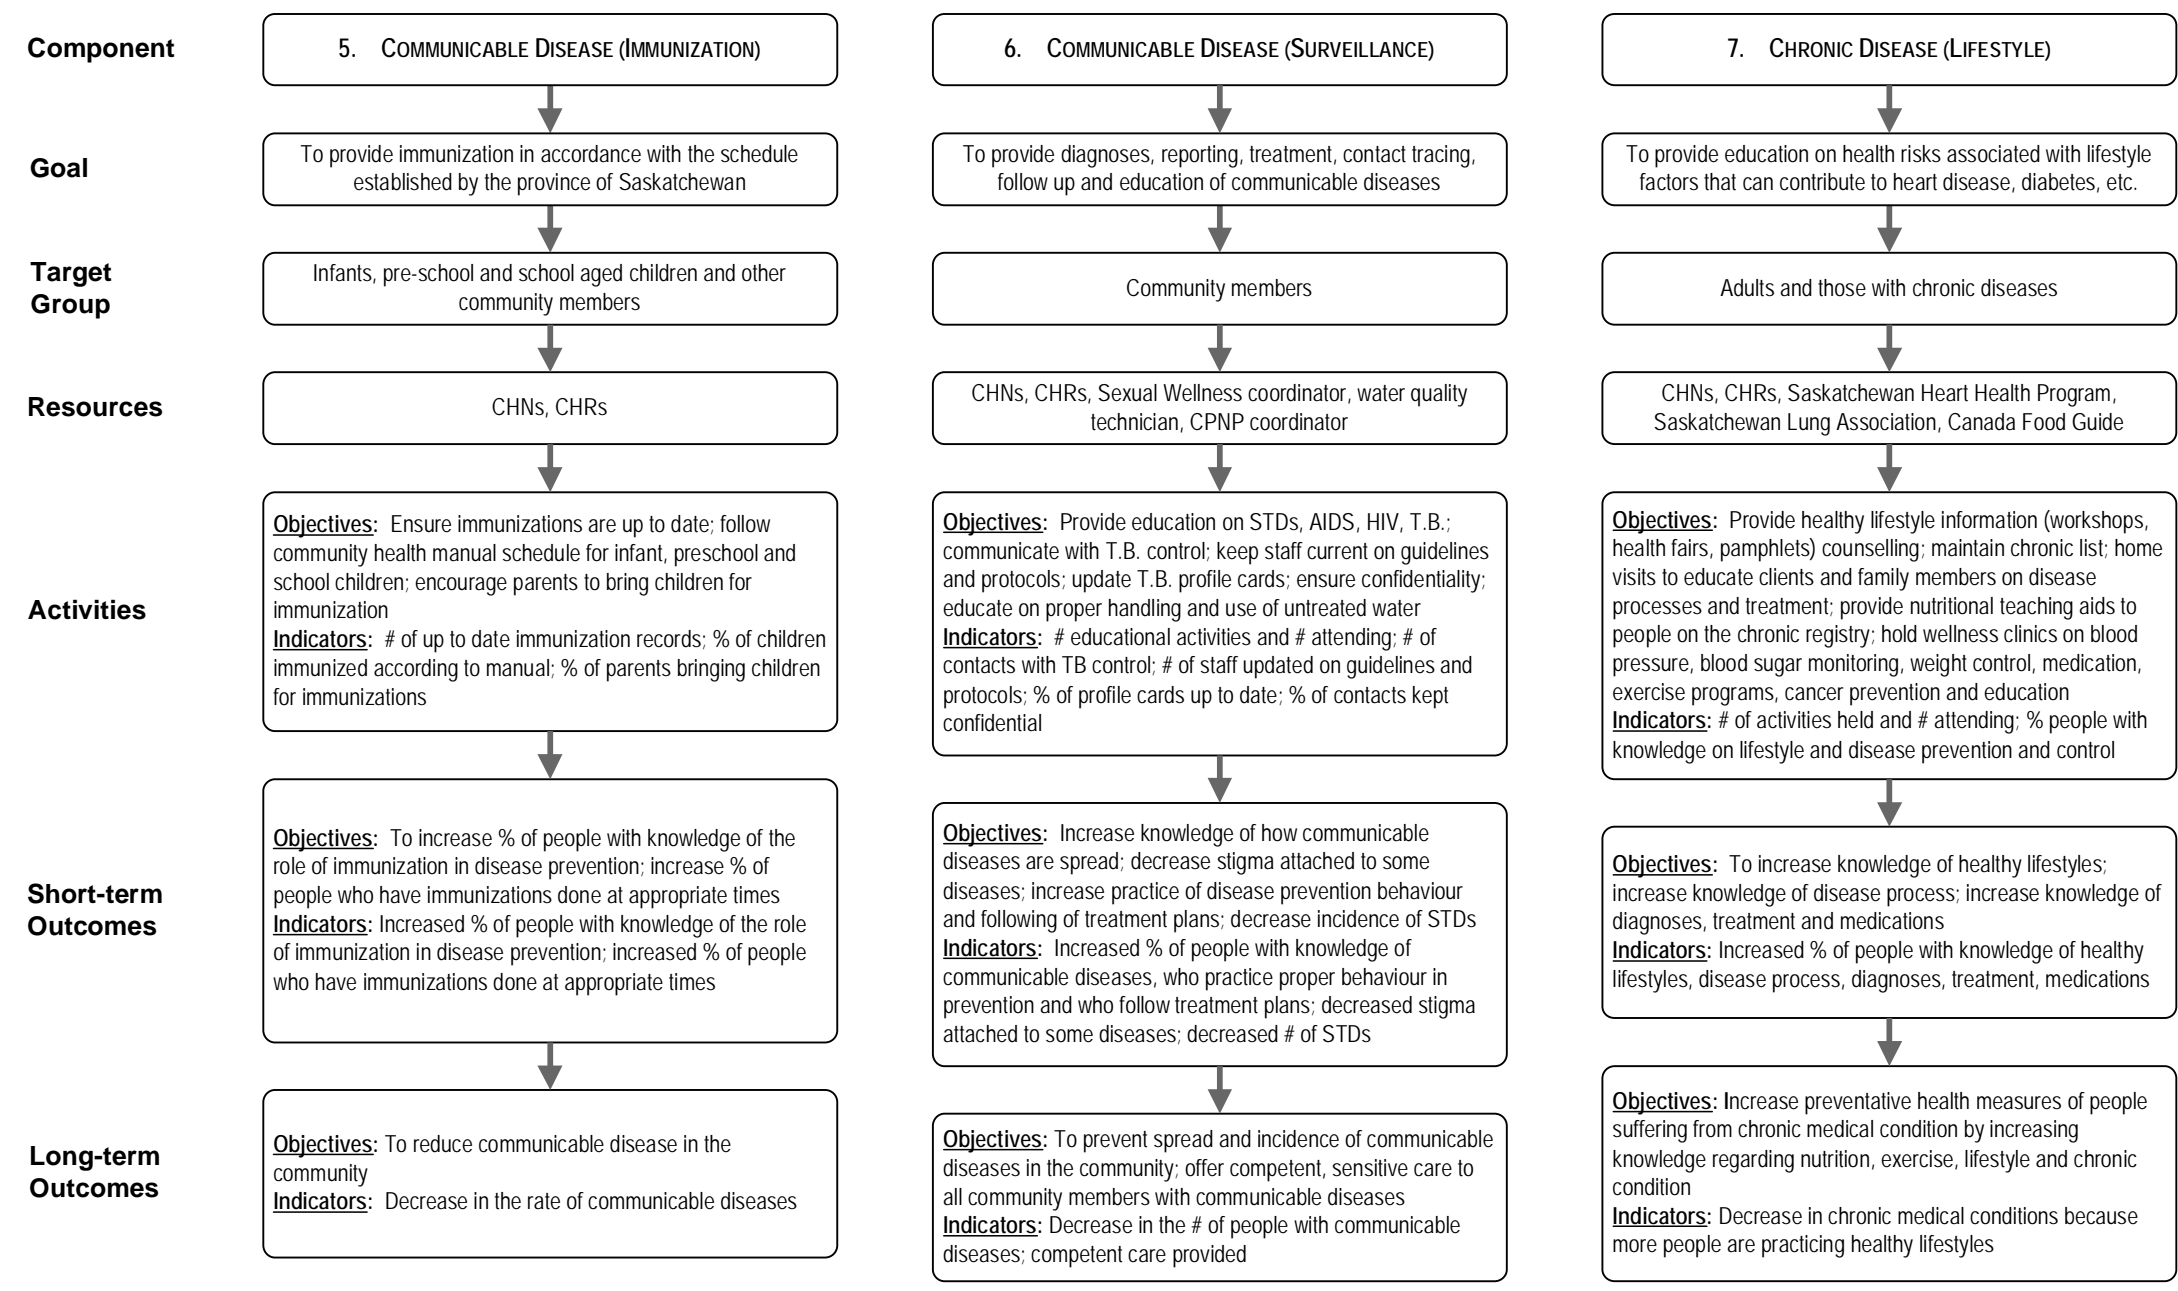 Component
5. COMMUNICABLE DISEASE (IMMUNIZATION)
6. COMMUNICABLE DISEASE (SURVEILLANCE)
7. CHRONIC DISEASE (LIFESTYLE)
Goal
To provide immunization in accordance with the schedule
established by the province of Saskatchewan
To provide diagnoses, reporting, treatment, contact tracing,
follow up and education of communicable diseases
To provide education on health risks associated with lifestyle
factors that can contribute to heart disease, diabetes, etc.
Target
Group
Infants, pre-school and school aged children and other
community members
Community members
Adults and those with chronic diseases
Resources
CHNs, CHRs
CHNs, CHRs, Sexual Wellness coordinator, water quality
technician, CPNP coordinator
CHNs, CHRs, Saskatchewan Heart Health Program,
Saskatchewan Lung Association, Canada Food Guide
Activities
Objectives: Ensure immunizations are up to date; follow
community health manual schedule for infant, preschool and
school children; encourage parents to bring children for
immunization
Indicators: # of up to date immunization records; % of children
immunized according to manual; % of parents bringing children
for immunizations
Objectives: Provide education on STDs, AIDS, HIV, T.B.;
communicate with T.B. control; keep staff current on guidelines
and protocols; update T.B. profile cards; ensure confidentiality;
educate on proper handling and use of untreated water
Indicators: # educational activities and # attending; # of
contacts with TB control; # of staff updated on guidelines and
protocols; % of profile cards up to date; % of contacts kept
confidential
Objectives: Provide healthy lifestyle information (workshops,
health fairs, pamphlets) counselling; maintain chronic list; home
visits to educate clients and family members on disease
processes and treatment; provide nutritional teaching aids to
people on the chronic registry; hold wellness clinics on blood
pressure, blood sugar monitoring, weight control, medication,
exercise programs, cancer prevention and education
Indicators: # of activities held and # attending; % people with
knowledge on lifestyle and disease prevention and control
Short-term
Outcomes
Objectives: To increase % of people with knowledge of the
role of immunization in disease prevention; increase % of
people who have immunizations done at appropriate times
Indicators: Increased % of people with knowledge of the role
of immunization in disease prevention; increased % of people
who have immunizations done at appropriate times
Objectives: Increase knowledge of how communicable
diseases are spread; decrease stigma attached to some
diseases; increase practice of disease prevention behaviour
and following of treatment plans; decrease incidence of STDs
Indicators: Increased % of people with knowledge of
communicable diseases, who practice proper behaviour in
prevention and who follow treatment plans; decreased stigma
attached to some diseases; decreased # of STDs
Objectives: To increase knowledge of healthy lifestyles;
increase knowledge of disease process; increase knowledge of
diagnoses, treatment and medications
Indicators: Increased % of people with knowledge of healthy
lifestyles, disease process, diagnoses, treatment, medications
Long-term
Outcomes
Objectives: To reduce communicable disease in the
community
Indicators: Decrease in the rate of communicable diseases
Objectives: To prevent spread and incidence of communicable
diseases in the community; offer competent, sensitive care to
all community members with communicable diseases
Indicators: Decrease in the # of people with communicable
diseases; competent care provided
Objectives: Increase preventative health measures of people
suffering from chronic medical condition by increasing
knowledge regarding nutrition, exercise, lifestyle and chronic
condition
Indicators: Decrease in chronic medical conditions because
more people are practicing healthy lifestyles